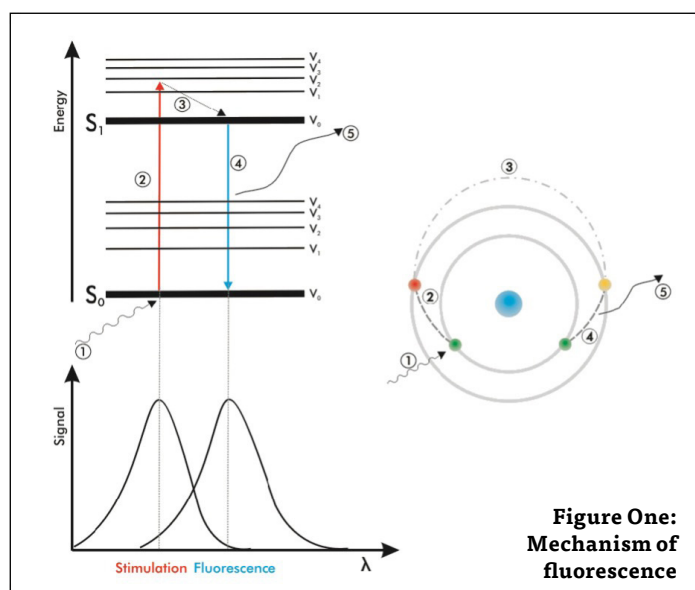 Energy
V₄
V₃
V₂
V₁
③
S₁
V₀
⑤
②
④
V₄
V₃
V₂
V₁
S₀
V₀
①
Signal
Stimulation Fluorescence
λ
③
②
⑤
①
④
Figure One:
Mechanism of
fluorescence